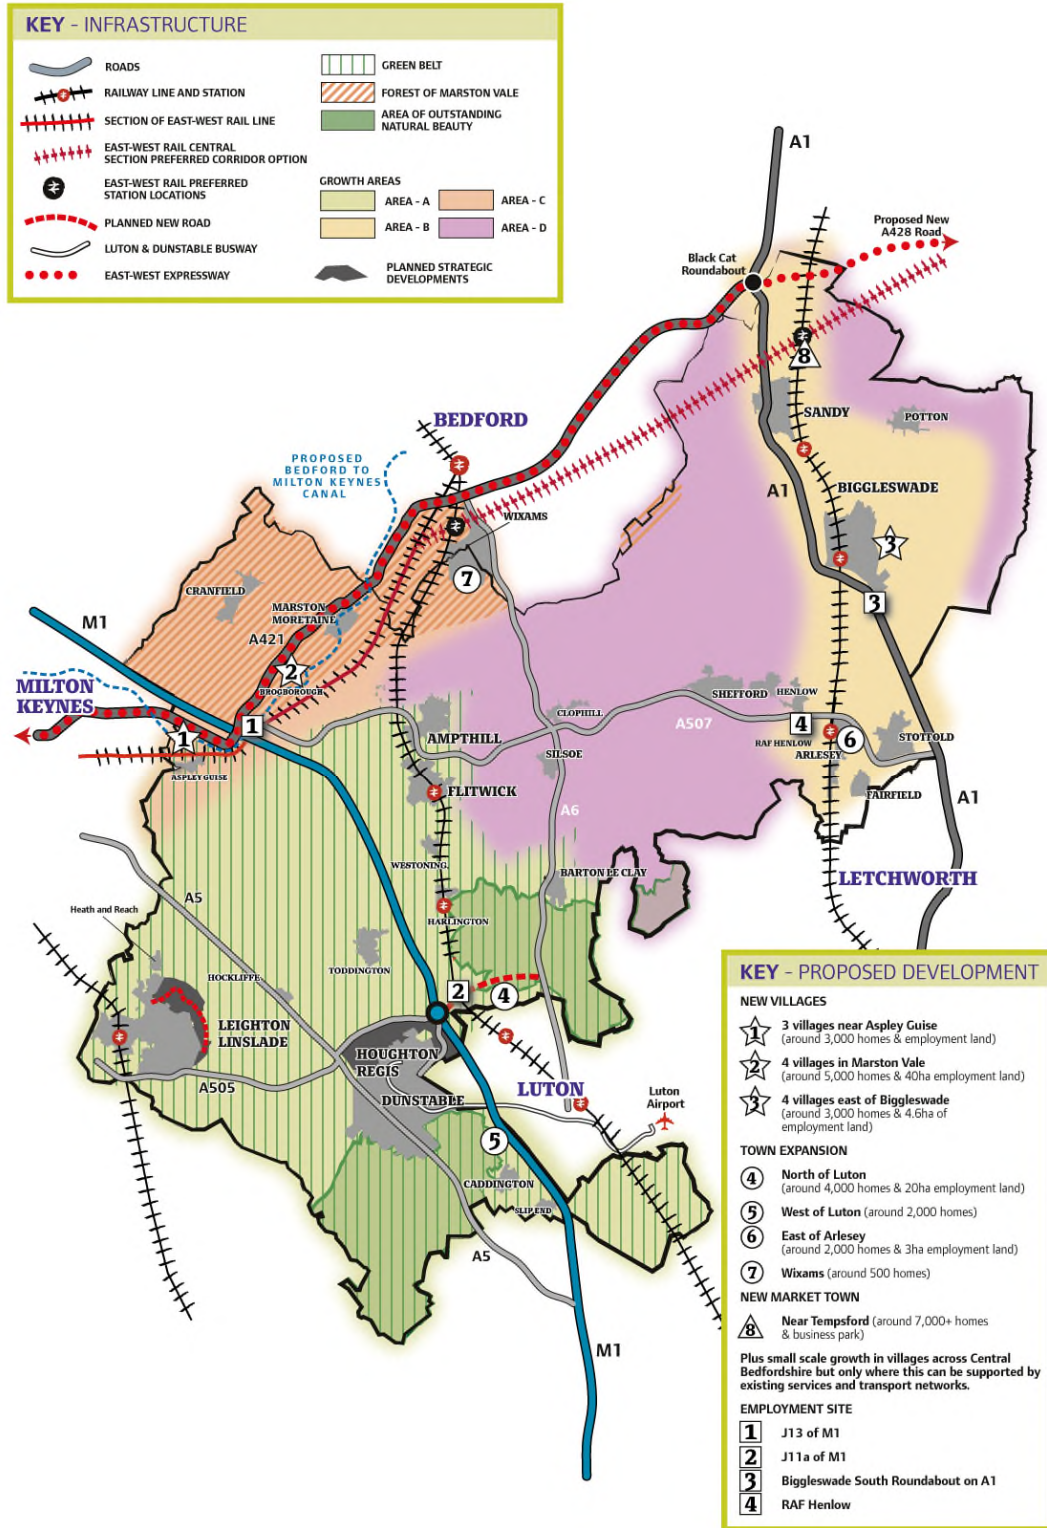 KEY - INFRASTRUCTURE
ROADS
RAILWAY LINE AND STATION
SECTION OF EAST-WEST RAIL LINE
EAST-WEST RAIL CENTRAL
SECTION PREFERRED CORRIDOR OPTION
EAST-WEST RAIL PREFERRED
STATION LOCATIONS
PLANNED NEW ROAD
LUTON & DUNSTABLE BUSWAY
EAST-WEST EXPRESSWAY
GREEN BELT
FOREST OF MARSTON VALE
AREA OF OUTSTANDING
NATURAL BEAUTY
GROWTH AREAS
AREA - A
AREA - C
AREA - B
AREA - D
PLANNED STRATEGIC
DEVELOPMENTS
A1
Proposed New
A428 Road
Black Cat
Roundabout
8
SANDY
POTTON
BEDFORD
PROPOSED
BEDFORD TO
MILTON KEYNES
CANAL
A1
BIGGLESWADE
WIXAMS
3
7
CRANFIELD
MARSTON
MORETAINE
3
M1
A421
2
BROGBOROUGH
MILTON
KEYNES
1
1
SHEFFORD
HENLOW
CLOPHILL
A507
4
AMPTHILL
RAF HENLOW
6
STOTFOLD
ARLESEY
SILSOE
ASPLEY GUISE
FLITWICK
FAIRFIELD
A1
A6
WESTONING
BARTON LE CLAY
LETCHWORTH
A5
Heath and Reach
HARLINGTON
TODDINGTON
HOCKLIFFE
2
4
LEIGHTON
LINSLADE
HOUGHTON
REGIS
A505
DUNSTABLE
LUTON
Luton
Airport
5
CADDINGTON
SLIP END
A5
M1
KEY - PROPOSED DEVELOPMENT
NEW VILLAGES
1 3 villages near Aspley Guise
(around 3,000 homes & employment land)
2 4 villages in Marston Vale
(around 5,000 homes & 40ha employment land)
3 4 villages east of Biggleswade
(around 3,000 homes & 4.6ha of
employment land)
TOWN EXPANSION
4 North of Luton
(around 4,000 homes & 20ha employment land)
5 West of Luton (around 2,000 homes)
6 East of Arlesey
(around 2,000 homes & 3ha employment land)
7 Wixams (around 500 homes)
NEW MARKET TOWN
8 Near Tempsford (around 7,000+ homes
& business park)
Plus small scale growth in villages across Central
Bedfordshire but only where this can be supported by
existing services and transport networks.
EMPLOYMENT SITE
1 J13 of M1
2 J11a of M1
3 Biggleswade South Roundabout on A1
4 RAF Henlow